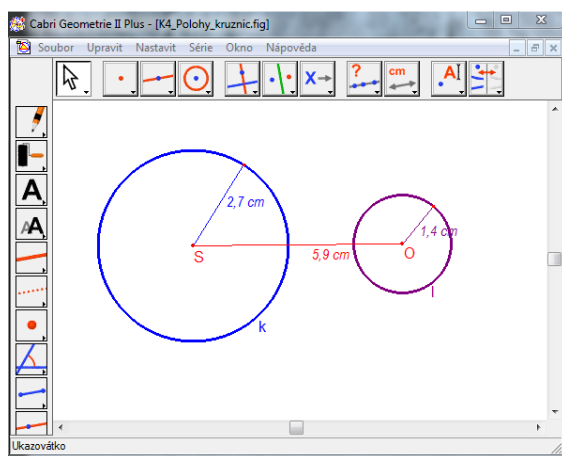 Cabri Geometrie II Plus - [K4_Polohy_kruznic.fig]
Soubor Upravit Nastavit Série Okno Nápověda
? cm A
A
AA
2,7 cm
1,4 cm
S
5,9 cm
O
l
k
Ukazovátko